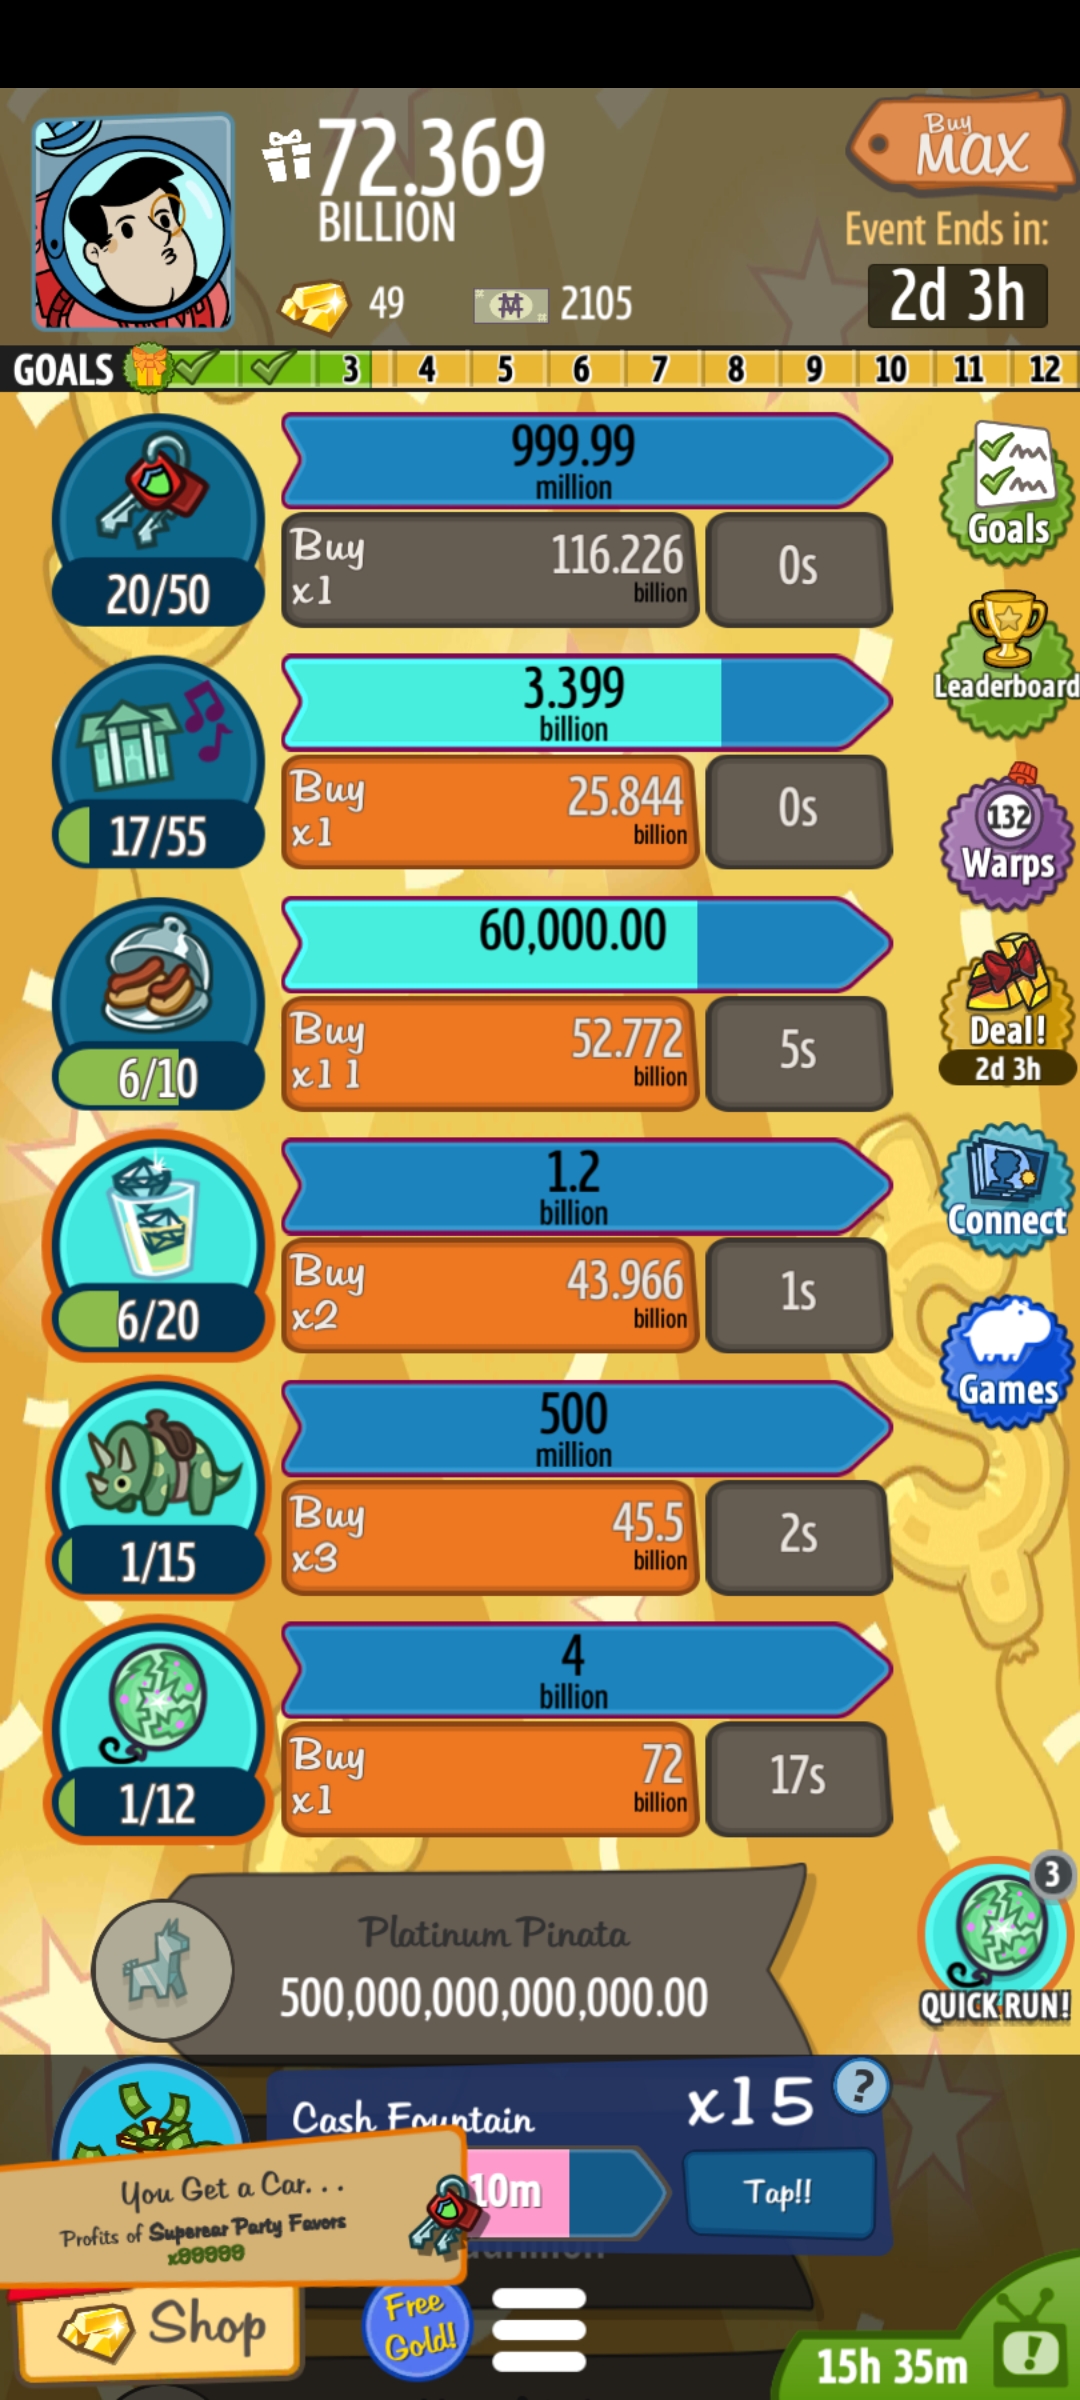 72.369
BILLION
Buy
MAX
Event Ends in:
2d 3h
49
2105
GOALS
3
4
5
6
7
8
9
10
11
12
999.99
million
20/50
Buy
x1
116.226
billion
0s
Goals
3.399
billion
17/55
Buy
x1
25.844
billion
0s
Leaderboard
60,000.00
6/10
Buy
x11
52.772
billion
5s
132
Warps
Deal!
2d 3h
1.2
billion
6/20
Buy
x2
43.966
billion
1s
Connect
500
million
1/15
Buy
x3
45.5
billion
2s
Games
4
billion
1/12
Buy
x1
72
billion
17s
Platinum Pinata
500,000,000,000,000.00
3
QUICK RUN!
Cash Fountain
x15
?
10m
Tap!!
You Get a Car. . .
Profits of Supercar Party Favors
x99999
Shop
Free
Gold!
15h 35m
!